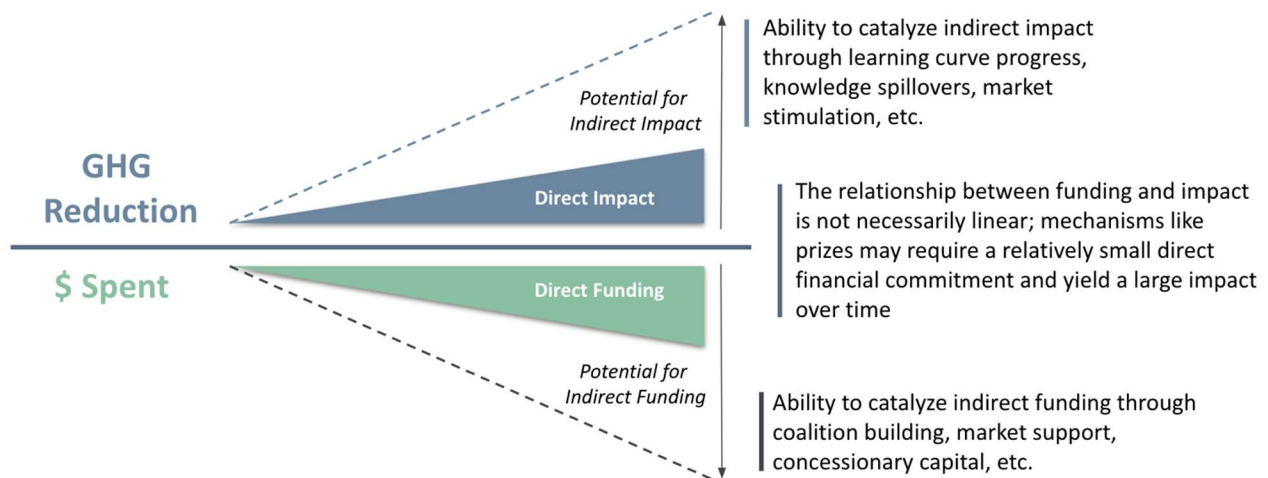 Ability to catalyze indirect impact
through learning curve progress,
knowledge spillovers, market
stimulation, etc.
Potential for
Indirect Impact
GHG
Reduction
Direct Impact
The relationship between funding and impact
is not necessarily linear; mechanisms like
prizes may require a relatively small direct
financial commitment and yield a large impact
over time
$ Spent
Direct Funding
Potential for
Indirect Funding
Ability to catalyze indirect funding through
coalition building, market support,
concessionary capital, etc.